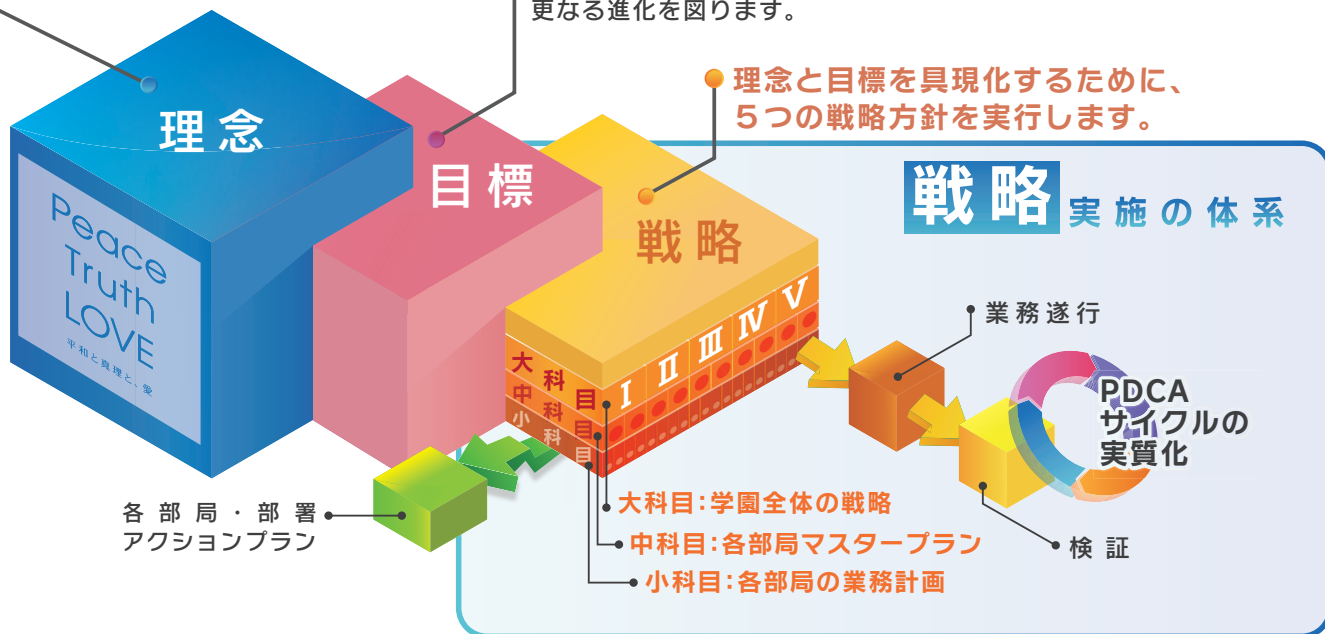 更なる進化を図ります。
理念と目標を具現化するために、
5つの戦略方針を実行します。
理念
目標
戦略
戦略 実施の体系
Peace
Truth
LOVE
平和と真理と、愛
I II III IV V
大科目
中科目
小科目
業務遂行
PDCA
サイクルの
実質化
検証
各部局・部署
アクションプラン
大科目:学園全体の戦略
中科目:各部局マスタープラン
小科目:各部局の業務計画